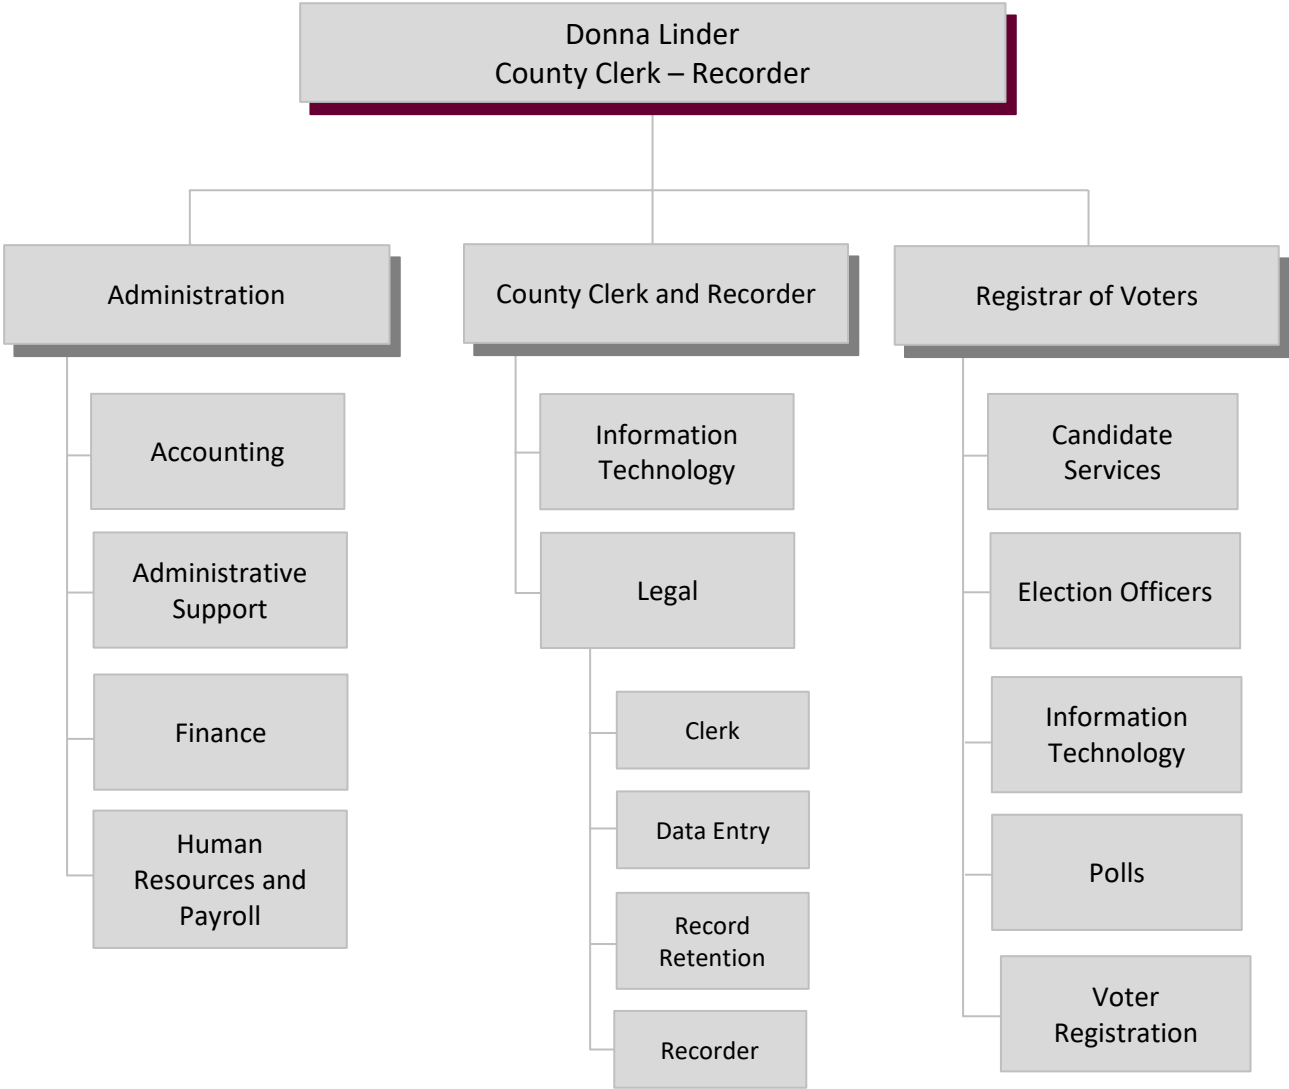 Donna Linder
County Clerk – Recorder
Administration
Accounting
Administrative
Support
Finance
Human
Resources and
Payroll
County Clerk and Recorder
Information
Technology
Legal
Clerk
Data Entry
Record
Retention
Recorder
Registrar of Voters
Candidate
Services
Election Officers
Information
Technology
Polls
Voter
Registration